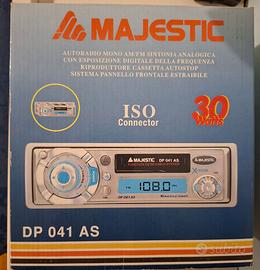 MAJESTIC
AUTORADIO MONO AM/FM SINTONIA ANALOGICA
CON ESPOSIZIONE DIGITALE DELLA FREQUENZA
RIPRODUTTORE CASSETTA AUTOSTOP
SISTEMA PANNELLO FRONTALE ESTRAIBILE
ISO
Connector
30
Watts
MAJESTIC
DP 041 AS
108.0
DP 041 AS
subito